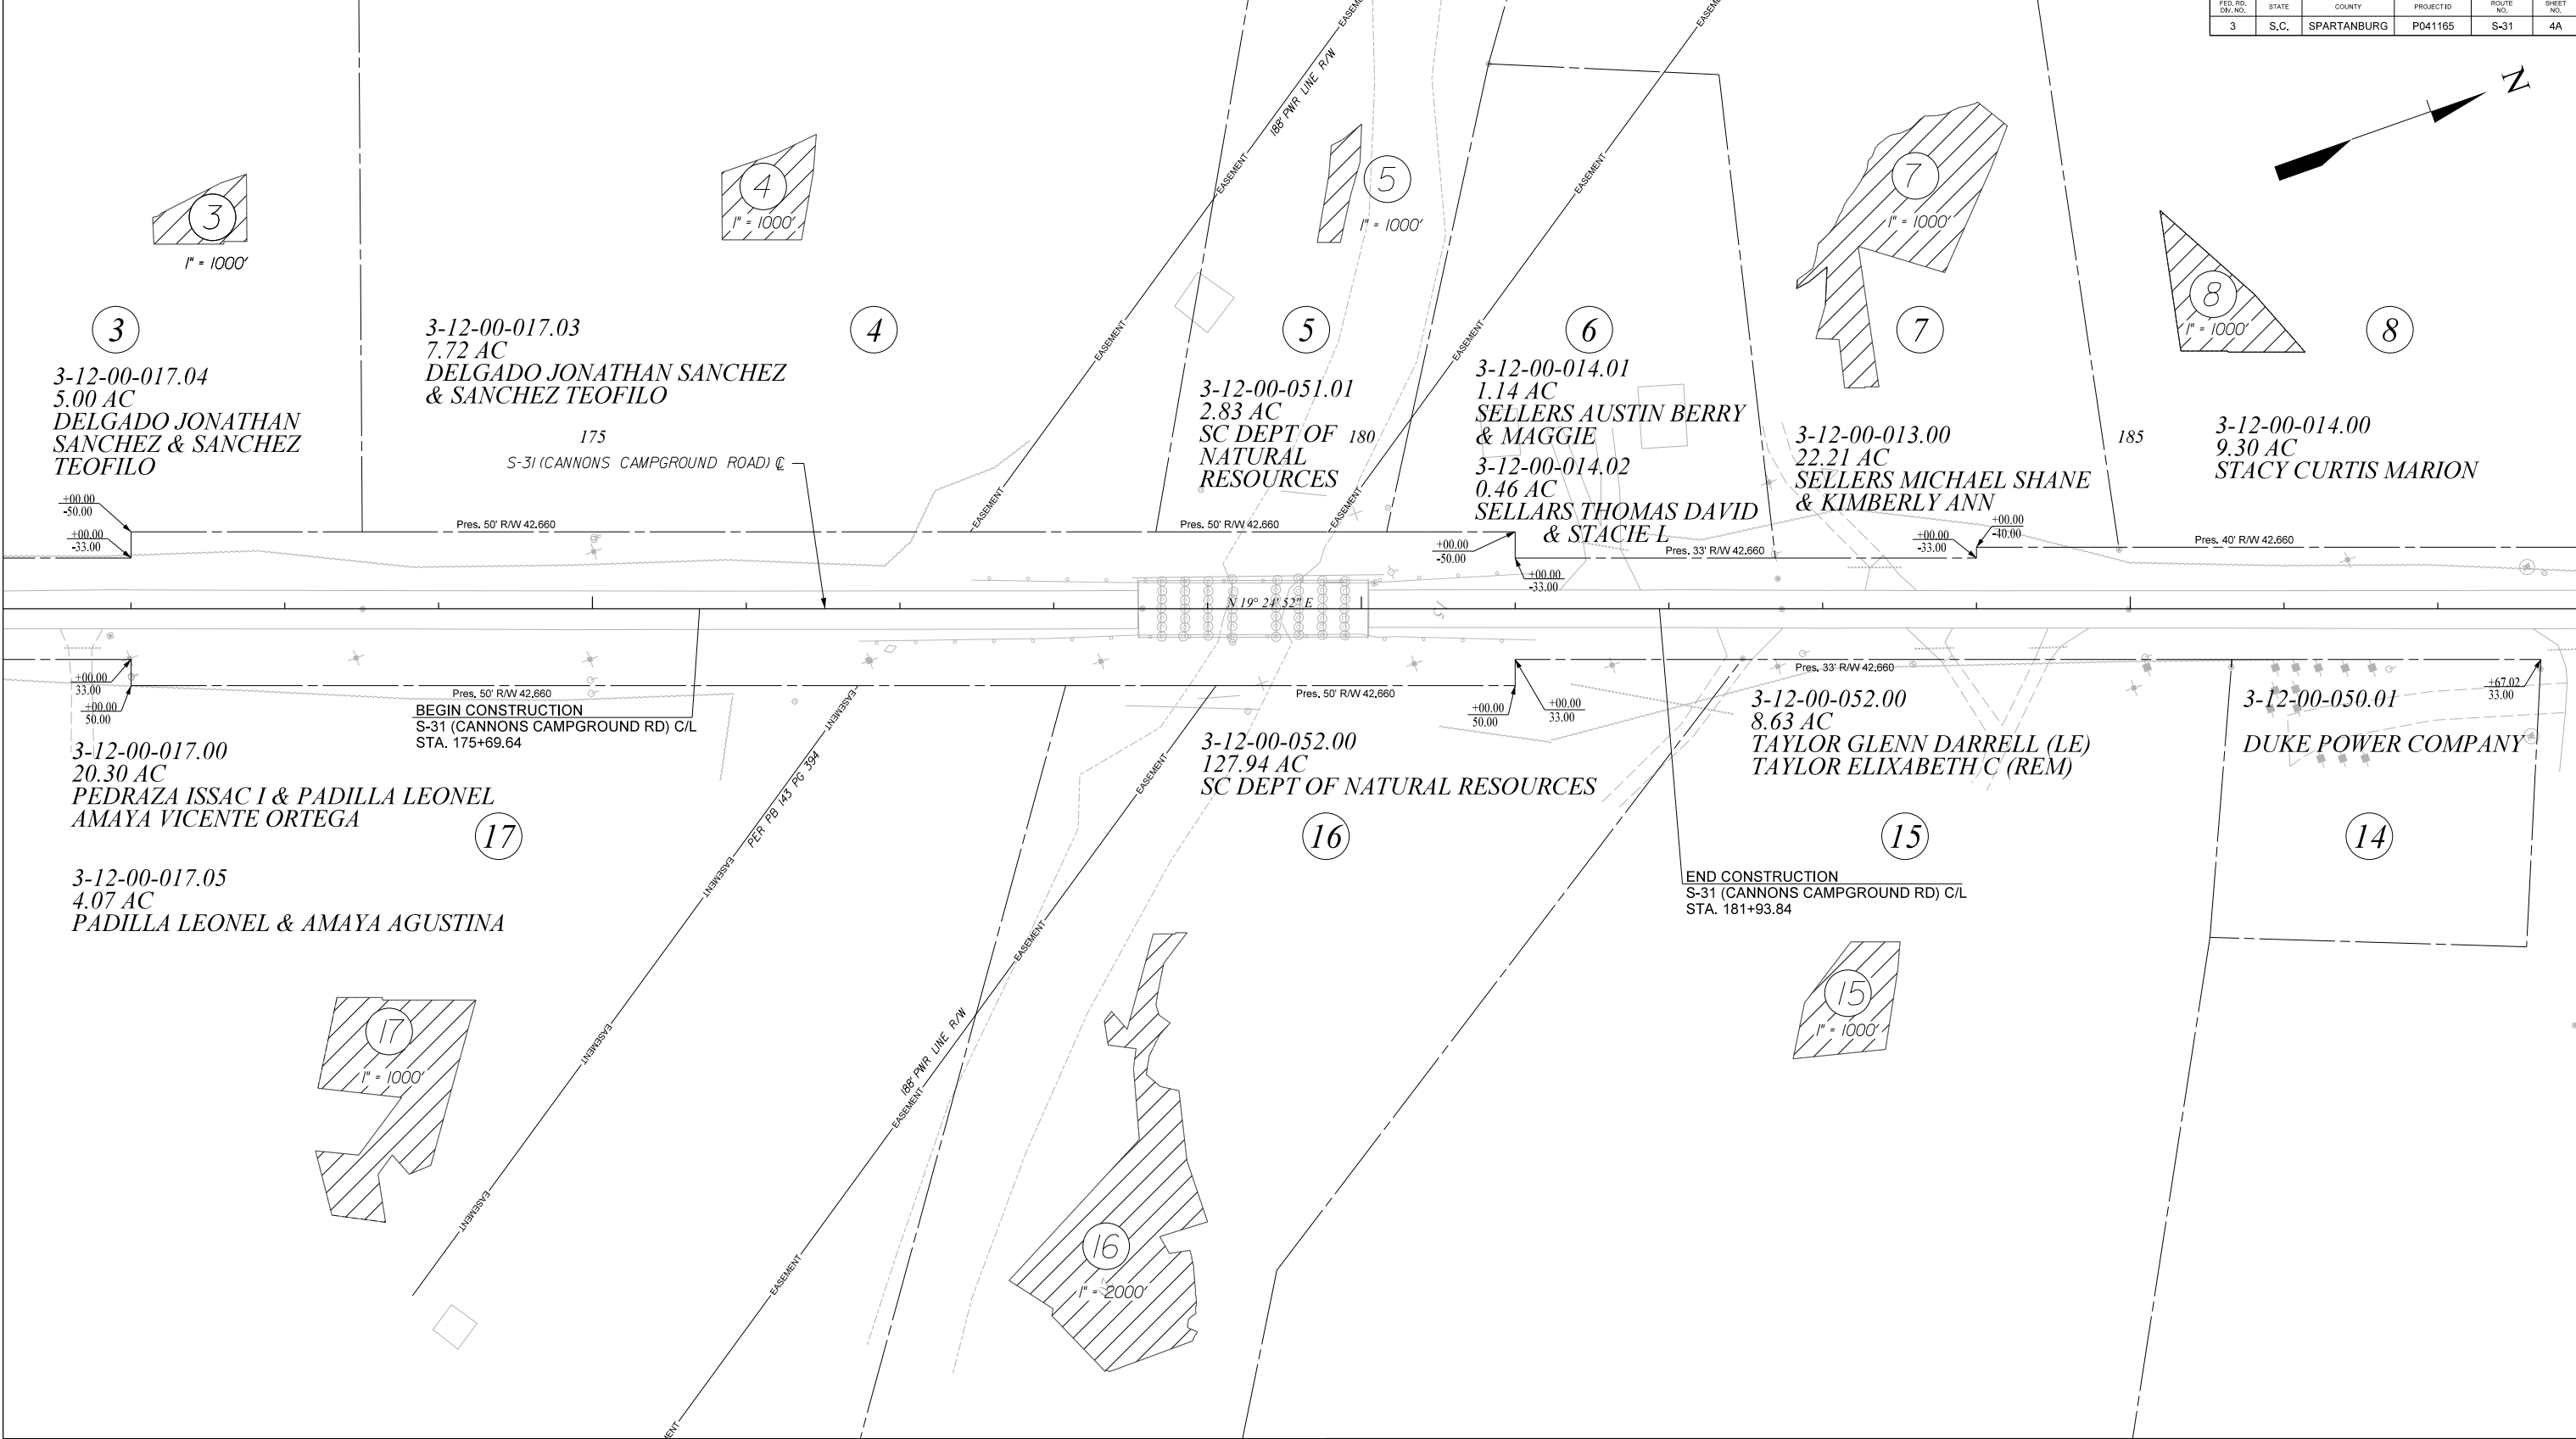 FED. RD. DIV. NO. STATE COUNTY PROJECT ID ROUTE NO. SHEET NO.
3 S.C. SPARTANBURG P041165 S-31 4A
N
EASEMENT
EASEMENT
188' PWR LINE R/W
EASEMENT
EASEMENT
EASEMENT
EASEMENT
EASEMENT
EASEMENT
3
1" = 1000'
4
1" = 1000'
5
1" = 1000'
7
1" = 1000'
8
1" = 1000'
3
3-12-00-017.04
5.00 AC
DELGADO JONATHAN
SANCHEZ & SANCHEZ
TEOFILO
3-12-00-017.03
7.72 AC
DELGADO JONATHAN SANCHEZ
& SANCHEZ TEOFILO
4
175
S-31 (CANNONS CAMPGROUND ROAD) ℄
5
3-12-00-051.01
2.83 AC
SC DEPT OF
NATURAL
RESOURCES
180
6
3-12-00-014.01
1.14 AC
SELLERS AUSTIN BERRY
& MAGGIE
3-12-00-014.02
0.46 AC
SELLARS THOMAS DAVID
& STACIE L
7
3-12-00-013.00
22.21 AC
SELLERS MICHAEL SHANE
& KIMBERLY ANN
185
8
3-12-00-014.00
9.30 AC
STACY CURTIS MARION
+00.00
-50.00
+00.00
-33.00
Pres. 50' R/W 42.660
Pres. 50' R/W 42.660
+00.00
-50.00
+00.00
-33.00
Pres. 33' R/W 42.660
+00.00
-33.00
+00.00
-40.00
Pres. 40' R/W 42.660
N 19° 24' 52" E
15"
+00.00
33.00
+00.00
50.00
Pres. 50' R/W 42.660
BEGIN CONSTRUCTION
S-31 (CANNONS CAMPGROUND RD) C/L
STA. 175+69.64
Pres. 50' R/W 42.660
+00.00
50.00
+00.00
33.00
Pres. 33' R/W 42.660
+67.02
33.00
3-12-00-017.00
20.30 AC
PEDRAZA ISSAC I & PADILLA LEONEL
AMAYA VICENTE ORTEGA
17
3-12-00-017.05
4.07 AC
PADILLA LEONEL & AMAYA AGUSTINA
EASEMENT
PER PB 143 PG 394
EASEMENT
EASEMENT
EASEMENT
EASEMENT
EASEMENT
188' PWR LINE R/W
EASEMENT
EASEMENT
3-12-00-052.00
127.94 AC
SC DEPT OF NATURAL RESOURCES
16
3-12-00-052.00
8.63 AC
TAYLOR GLENN DARRELL (LE)
TAYLOR ELIXABETH C (REM)
15
END CONSTRUCTION
S-31 (CANNONS CAMPGROUND RD) C/L
STA. 181+93.84
3-12-00-050.01
DUKE POWER COMPANY
14
17
1" = 1000'
16
1" = 2000'
15
1" = 1000'